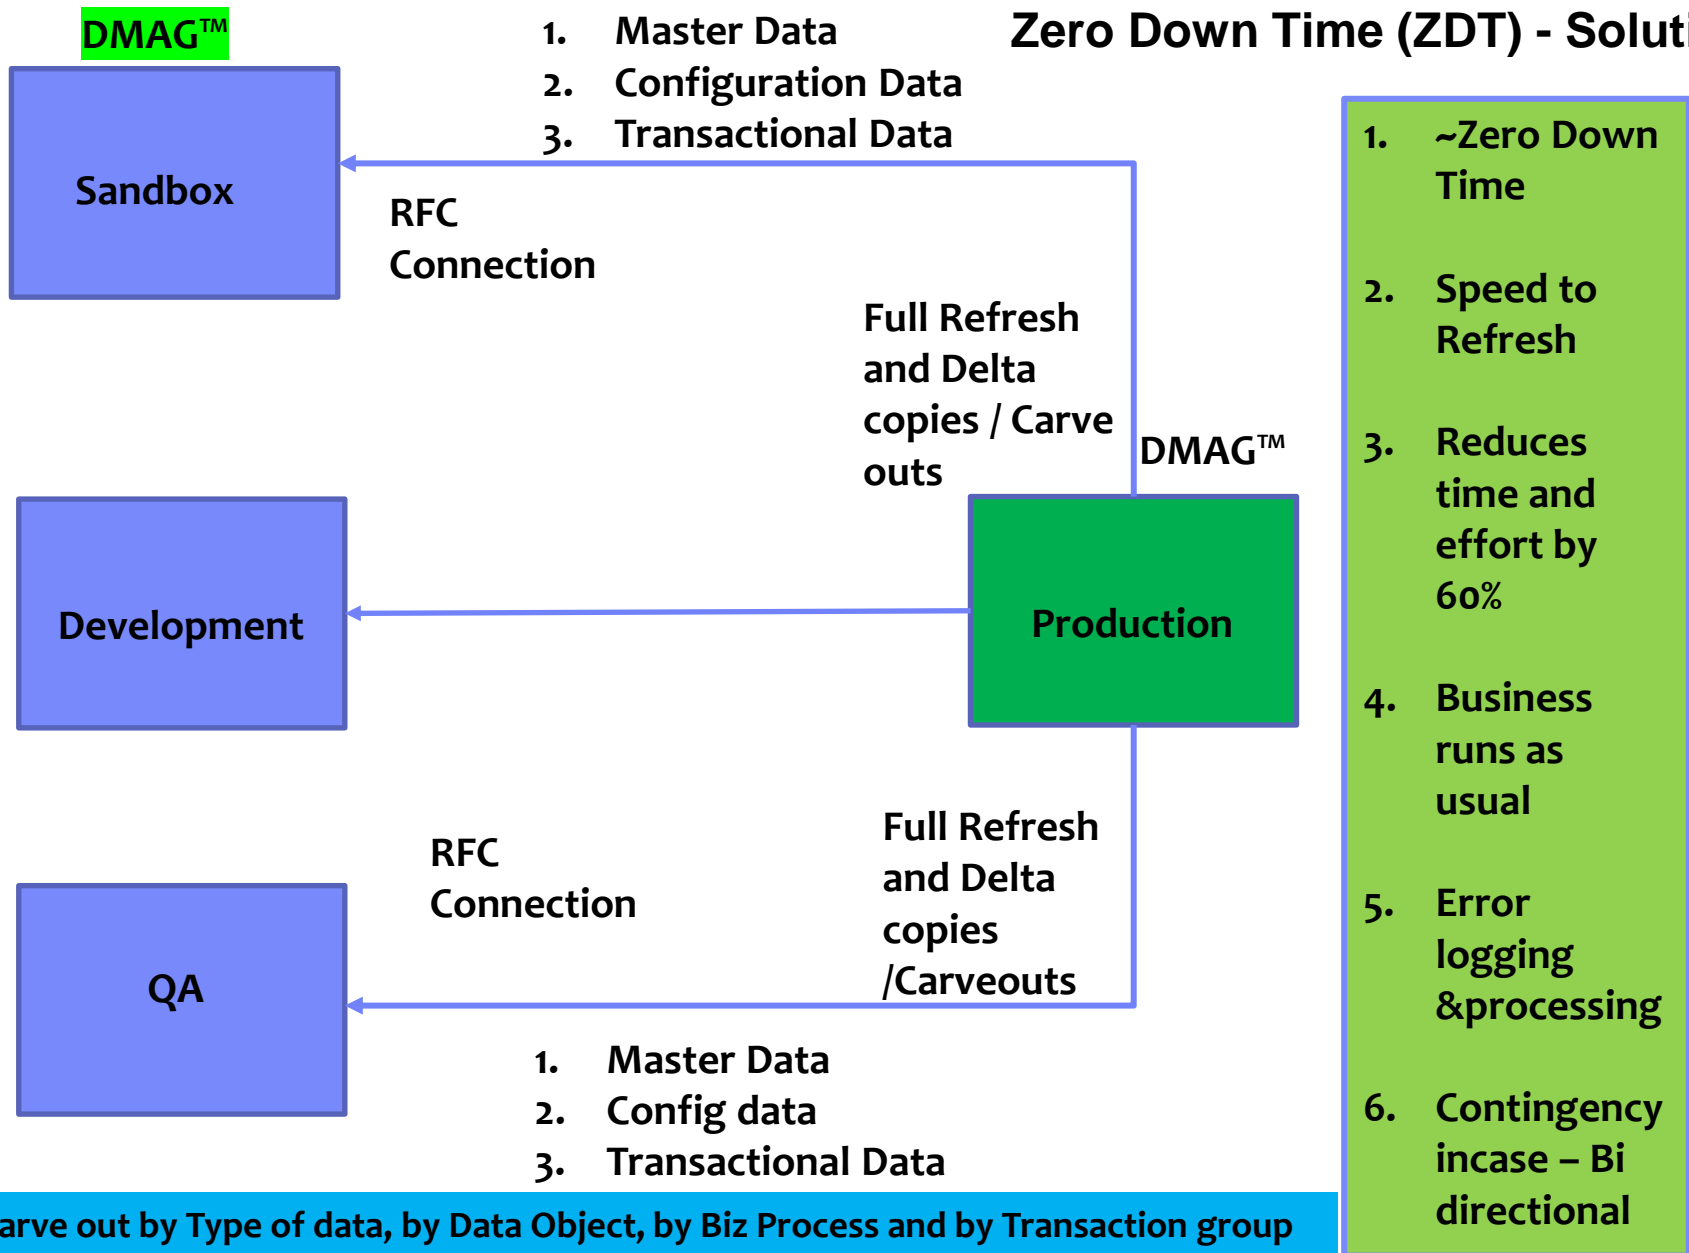 DMAG™
1. Master Data
2. Configuration Data
3. Transactional Data
Zero Down Time (ZDT) - Soluti
Sandbox
RFC
Connection
Full Refresh
and Delta
copies / Carve
outs
DMAG™
Development
Production
RFC
Connection
Full Refresh
and Delta
copies
/Carveouts
QA
1. Master Data
2. Config data
3. Transactional Data
arve out by Type of data, by Data Object, by Biz Process and by Transaction group
1. ~Zero Down
Time
2. Speed to
Refresh
3. Reduces
time and
effort by
60%
4. Business
runs as
usual
5. Error
logging
&processing
6. Contingency
incase – Bi
directional